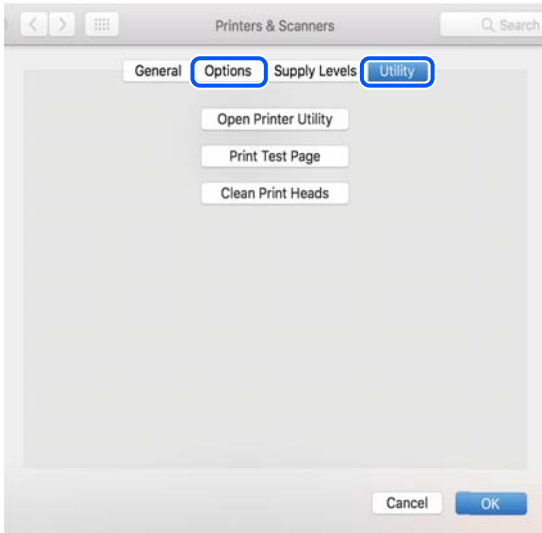 Printers & Scanners Search
General Options Supply Levels Utility
Open Printer Utility
Print Test Page
Clean Print Heads
Cancel OK